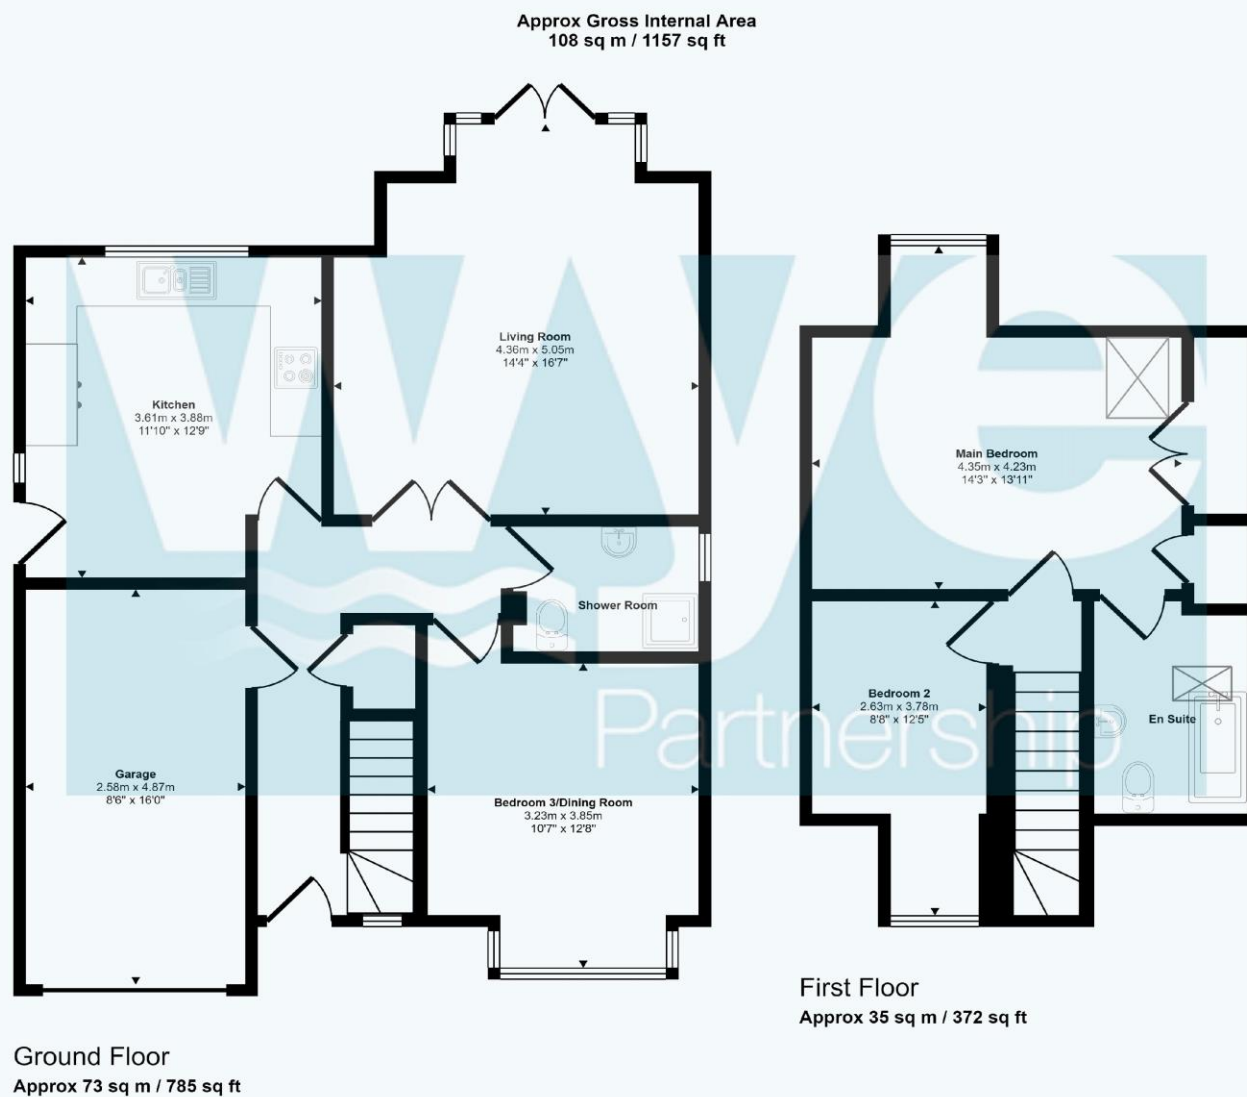 Approx Gross Internal Area
108 sq m / 1157 sq ft
Living Room
4.36m x 5.05m
14'4" x 16'7"
Kitchen
3.61m x 3.88m
11'10" x 12'9"
Main Bedroom
4.35m x 4.23m
14'3" x 13'11"
Shower Room
Bedroom 2
2.63m x 3.78m
8'8" x 12'5"
En Suite
Garage
2.58m x 4.87m
8'6" x 16'0"
Bedroom 3/Dining Room
3.23m x 3.85m
10'7" x 12'8"
wye
Partnership
First Floor
Approx 35 sq m / 372 sq ft
Ground Floor
Approx 73 sq m / 785 sq ft